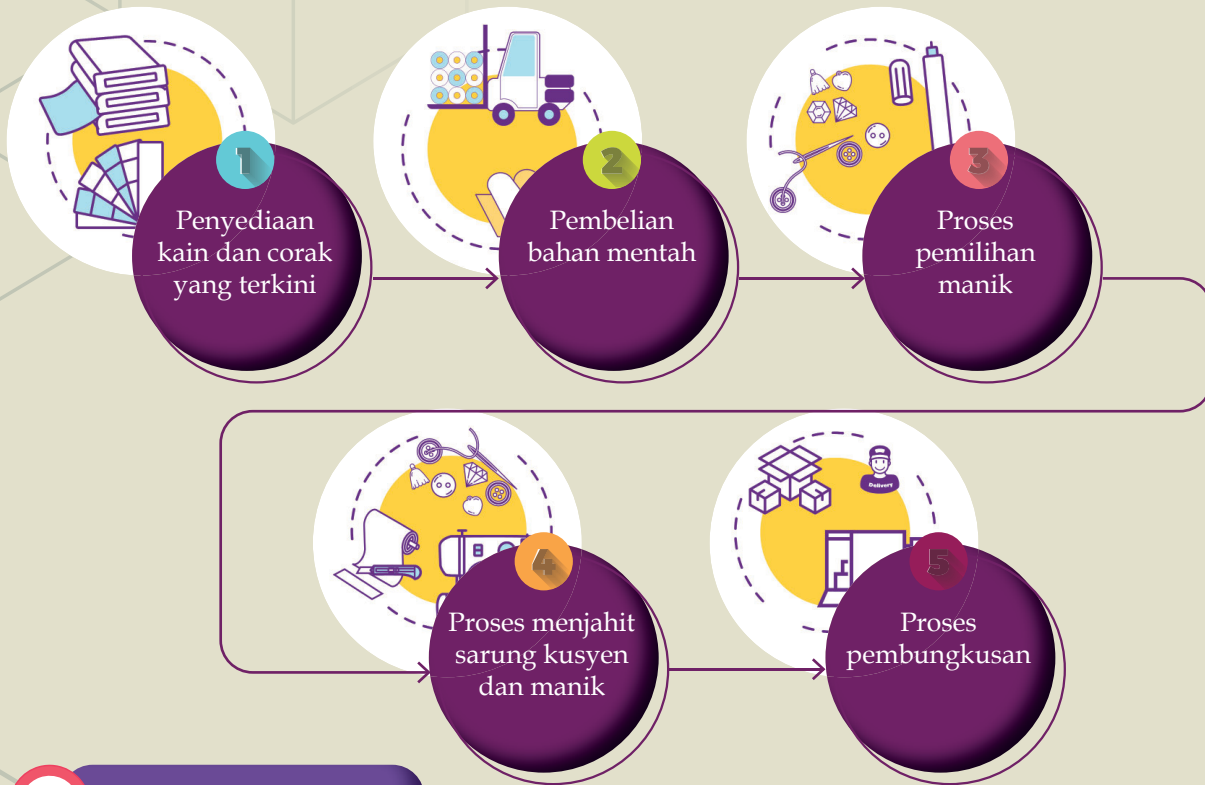 1
Penyediaan
kain dan corak
yang terkini
2
Pembelian
bahan mentah
3
Proses
pemilihan
manik
4
Proses menjahit
sarung kusyen
dan manik
Delivery
5
Proses
pembungkusan